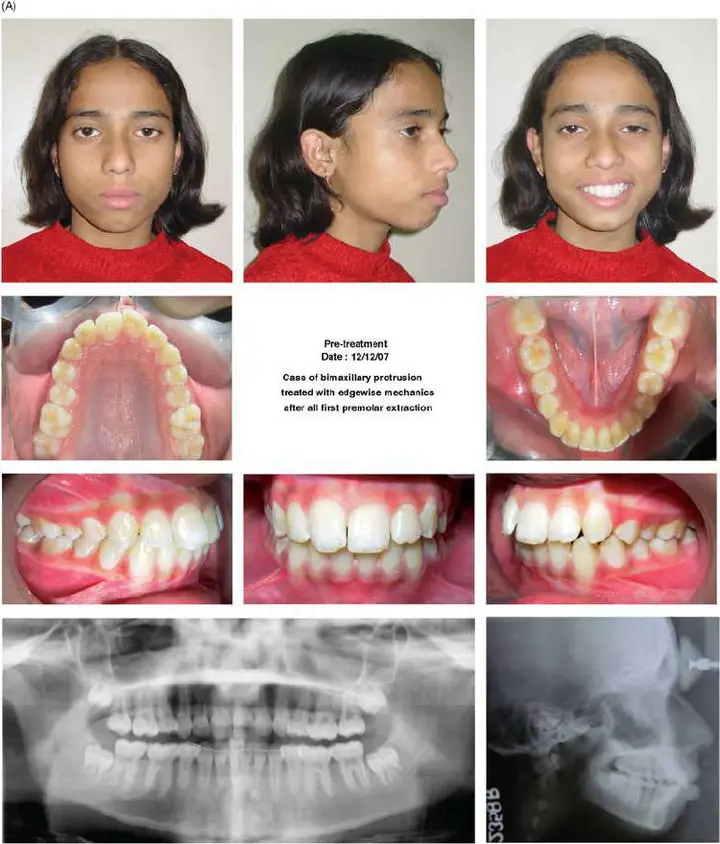 (A)
Pre-treatment
Date : 12/12/07
Case of bimaxillary protrusion
treated with edgewise mechanics
after all first premolar extraction
2358 B